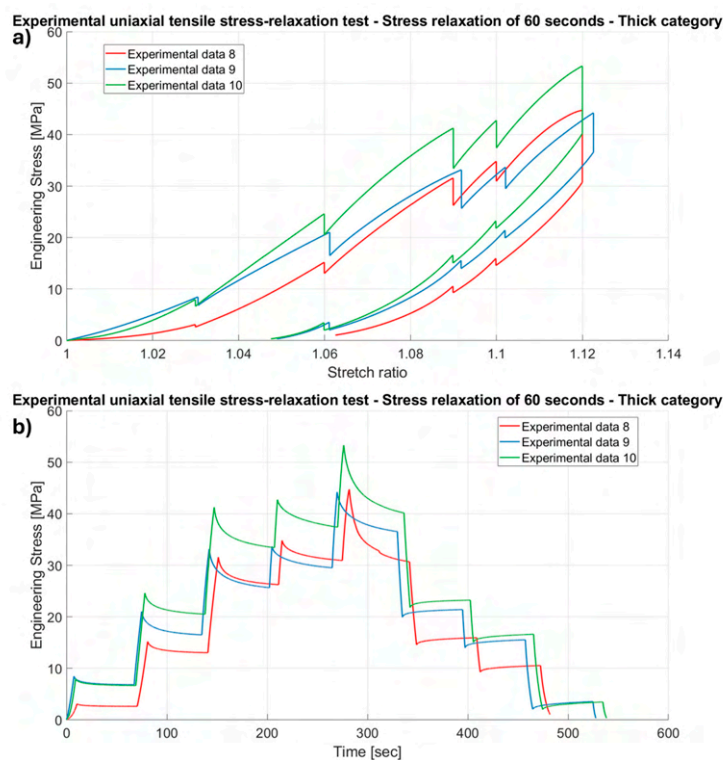 Experimental uniaxial tensile stress-relaxation test - Stress relaxation of 60 seconds - Thick category
a)
60
50
40
30
20
10
0
Engineering Stress [MPa]
Experimental data 8
Experimental data 9
Experimental data 10
1 1.02 1.04 1.06 1.08 1.1 1.12 1.14
Stretch ratio
Experimental uniaxial tensile stress-relaxation test - Stress relaxation of 60 seconds - Thick category
b)
60
50
40
30
20
10
0
Engineering Stress [MPa]
Experimental data 8
Experimental data 9
Experimental data 10
0 100 200 300 400 500 600
Time [sec]